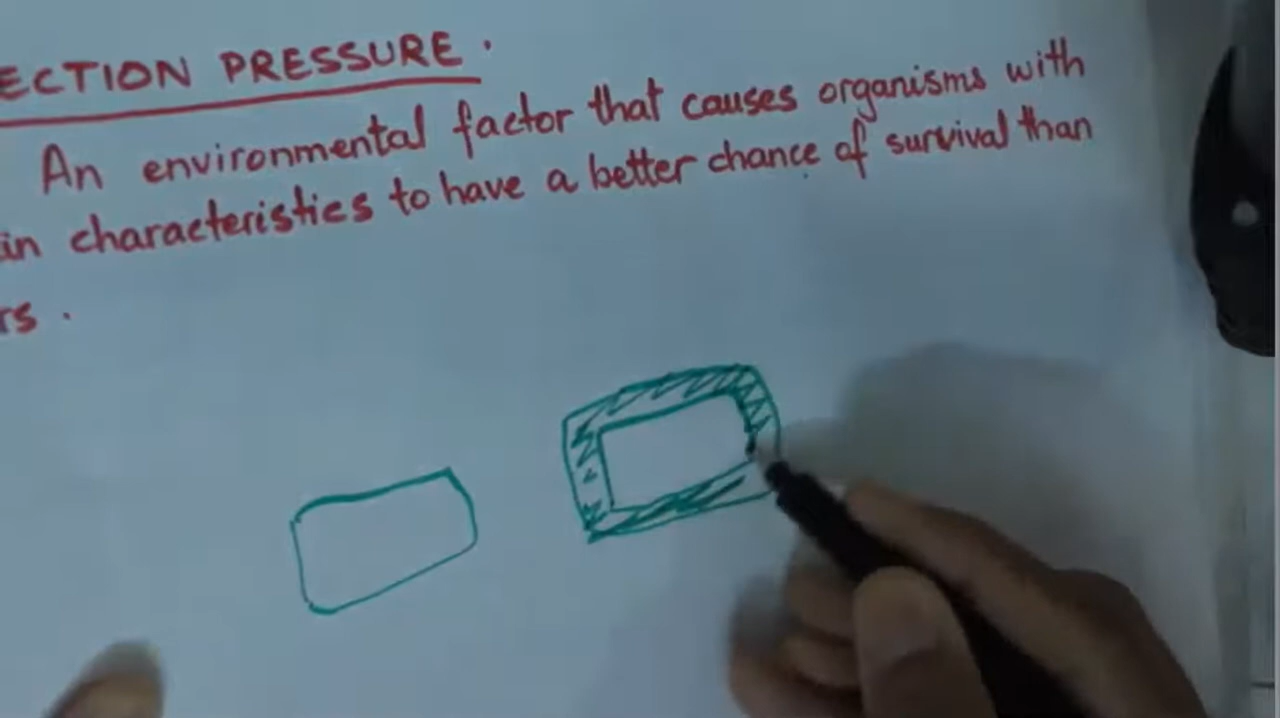 ECTION PRESSURE.
An environmental factor that causes organisms with
in characteristics to have a better chance of survival than
rs.